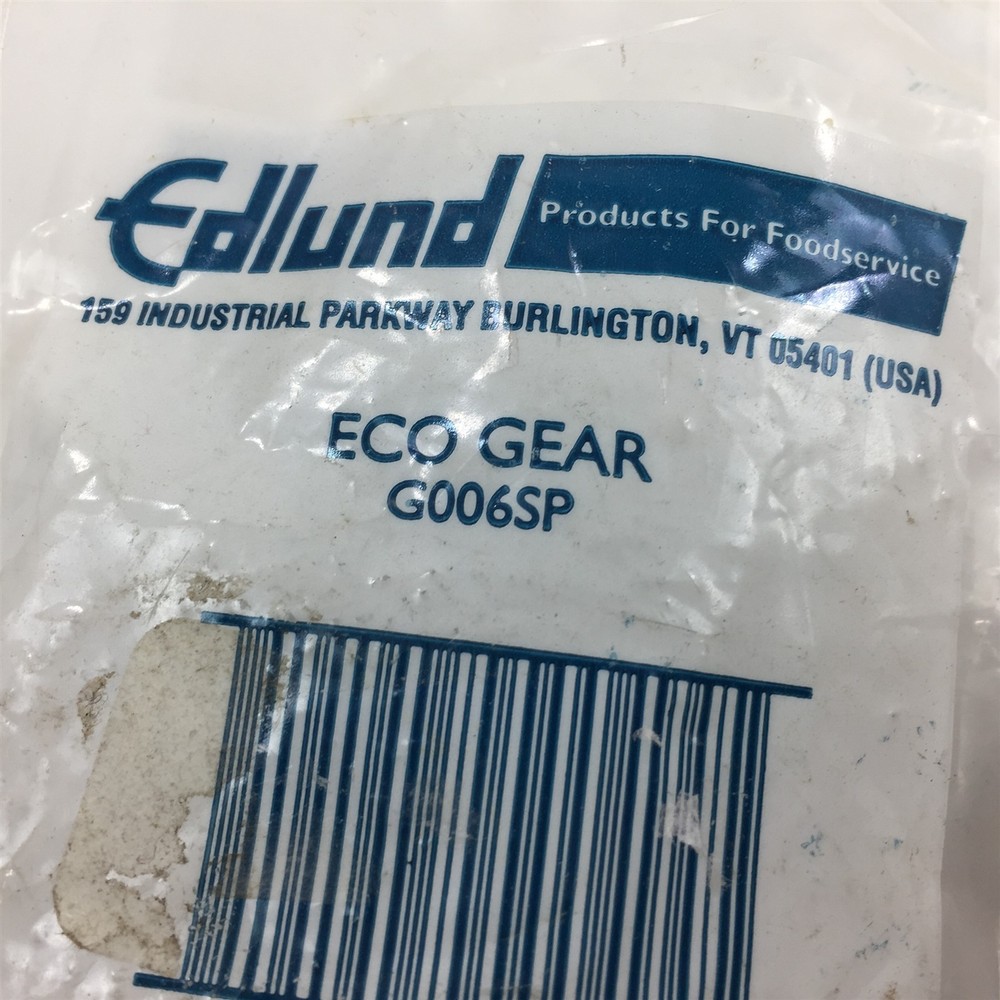 Edlund Products For Foodservice
159 INDUSTRIAL PARKWAY BURLINGTON, VT 05401 (USA)
ECO GEAR
G006SP